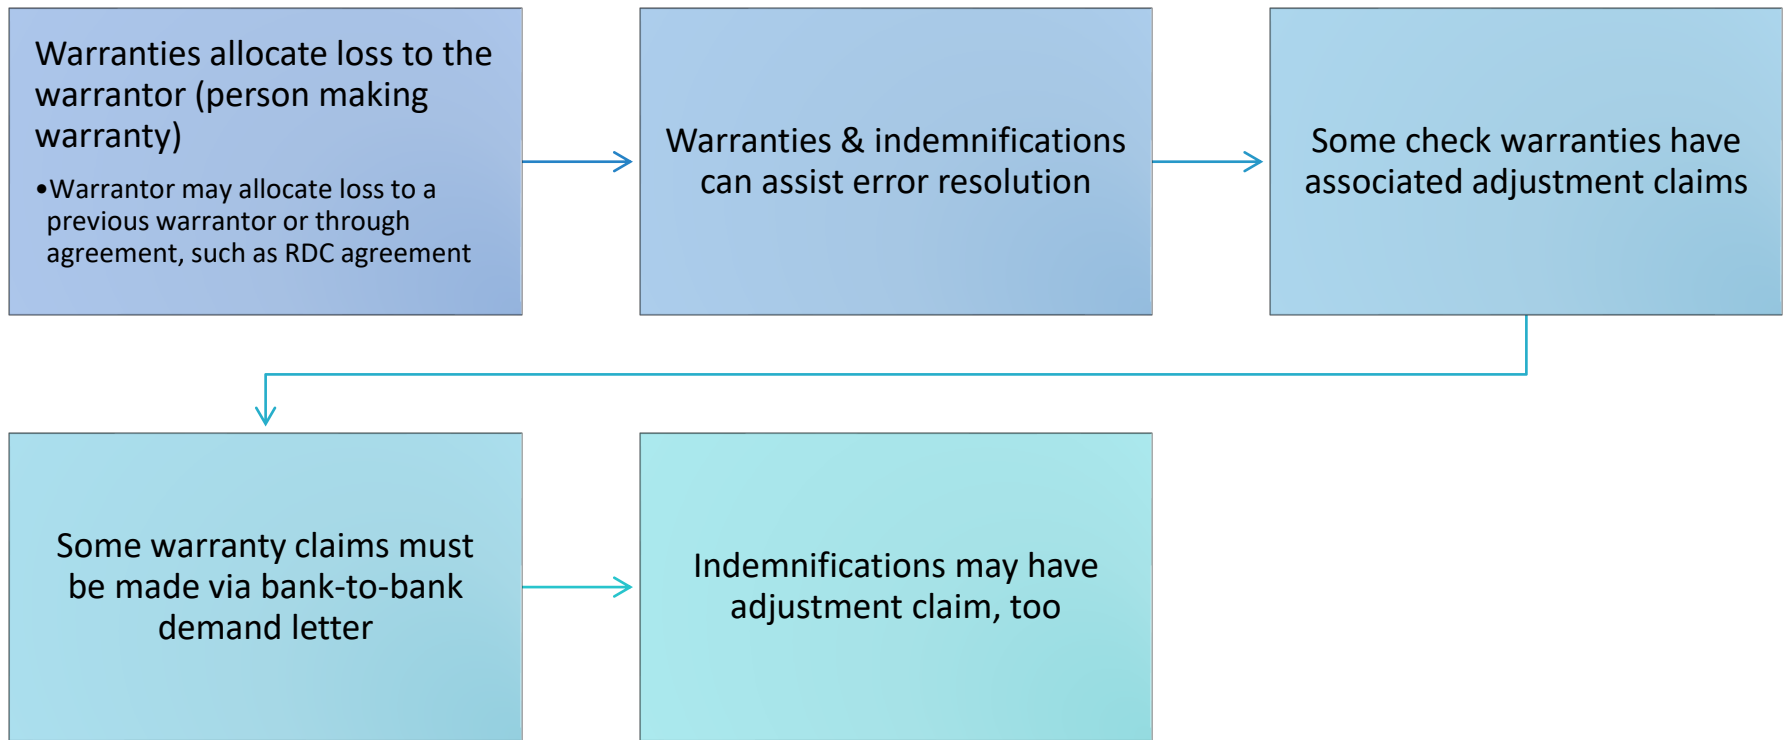 Warranties allocate loss to the
warrantor (person making
warranty)
•Warrantor may allocate loss to a
previous warrantor or through
agreement, such as RDC agreement
Warranties & indemnifications
can assist error resolution
Some check warranties have
associated adjustment claims
Some warranty claims must
be made via bank-to-bank
demand letter
Indemnifications may have
adjustment claim, too